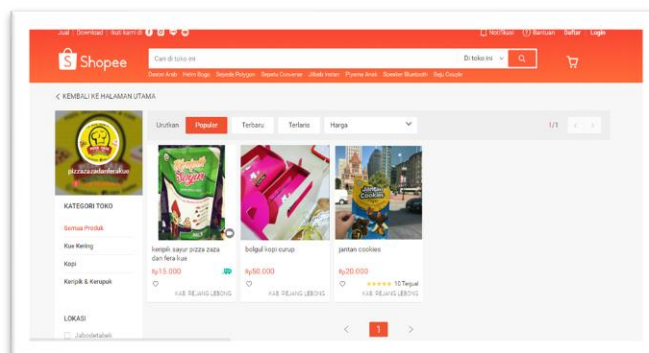 Jual | Download | Ikuti kami di
Notifikasi Bantuan Daftar | Login
Shopee
Cari di toko ini
Di toko ini
Dress Arab Helm Bogo Sepeda Polygon Sepatu Converse Jilbab Instan Piyama Anak Speaker Bluetooth Baju Couple
< KEMBALI KE HALAMAN UTAMA
Urutkan Populer Terbaru Terlaris Harga
1/1 < >
KATEGORI TOKO
Semua Produk
Kue Kering
Kopi
Keripik & Kerupuk
LOKASI
Jabodetabek
keripik sayur pizza zaza dan fera kue
Rp15.000
KAB. REJANG LEBONG
bolgul kopi curup
Rp50.000
KAB. REJANG LEBONG
Jantan Cookies
jantan cookies
Rp20.000
10 Terjual
KAB. REJANG LEBONG
< 1 >